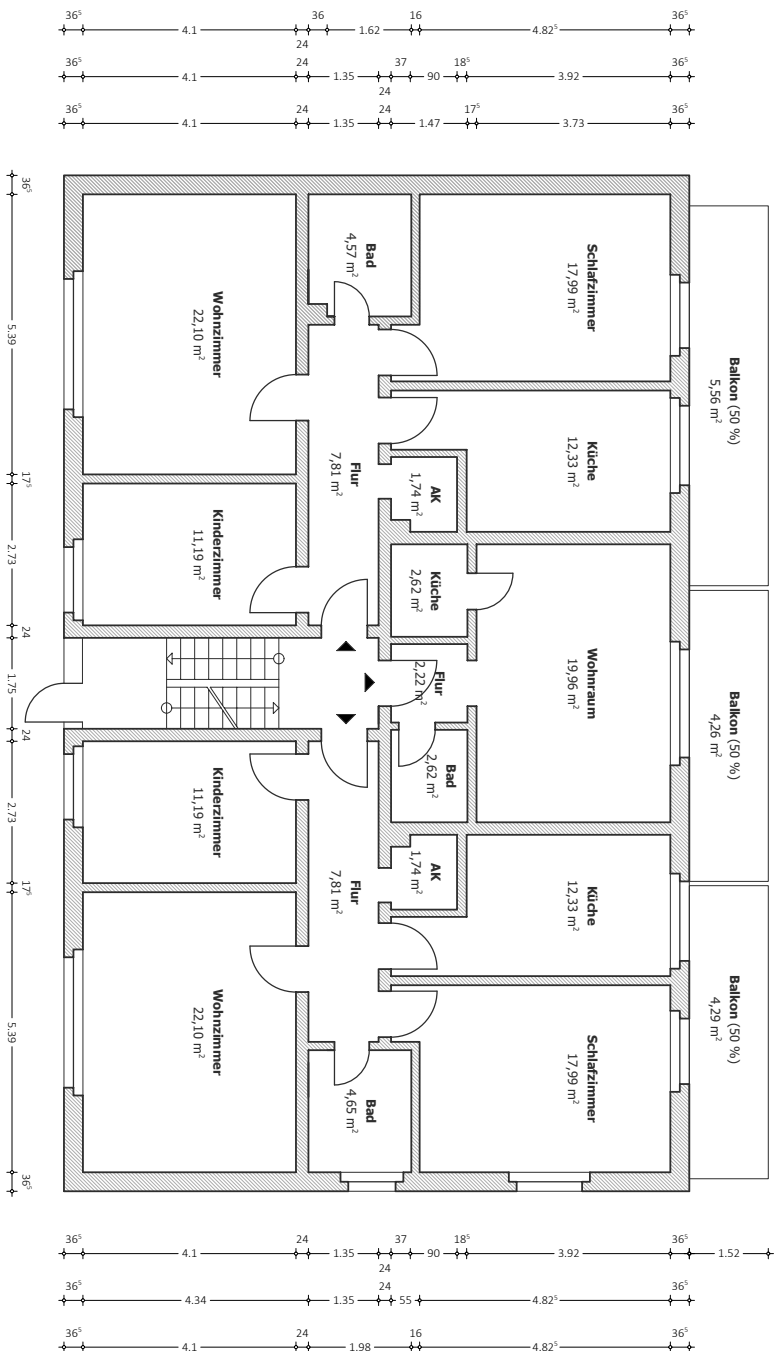 36⁵ 36 16 36⁵
4.1 1.62 4.82⁵
24
36⁵ 24 37 18⁵ 36⁵
4.1 1.35 90 3.92
24
36⁵ 24 24 17⁵ 36⁵
4.1 1.35 1.47 3.73
36⁵
5.39
17⁵
2.73
24
1.75
24
2.73
17⁵
5.39
36⁵
Bad
4,57 m²
Schlafzimmer
17,99 m²
Wohnzimmer
22,10 m²
Balkon (50 %)
5,56 m²
Küche
12,33 m²
Flur
7,81 m²
AK
1,74 m²
Kinderzimmer
11,19 m²
Küche
2,62 m²
Wohnraum
19,96 m²
Flur
2,22 m²
Balkon (50 %)
4,26 m²
Bad
2,62 m²
Kinderzimmer
11,19 m²
AK
1,74 m²
Flur
7,81 m²
Küche
12,33 m²
Balkon (50 %)
4,29 m²
Wohnzimmer
22,10 m²
Schlafzimmer
17,99 m²
Bad
4,65 m²
36⁵ 24 37 18⁵ 36⁵
4.1 1.35 90 3.92 1.52
24
36⁵ 24 36⁵
4.34 1.35 55 4.82⁵
36⁵ 24 16 36⁵
4.1 1.98 4.82⁵